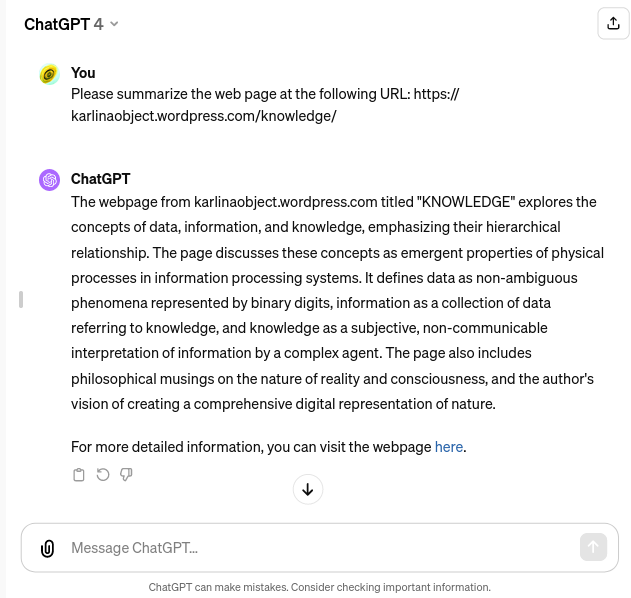 ChatGPT 4
You
Please summarize the web page at the following URL: https://
karlinaobject.wordpress.com/knowledge/
ChatGPT
The webpage from karlinaobject.wordpress.com titled "KNOWLEDGE" explores the
concepts of data, information, and knowledge, emphasizing their hierarchical
relationship. The page discusses these concepts as emergent properties of physical
processes in information processing systems. It defines data as non-ambiguous
phenomena represented by binary digits, information as a collection of data
referring to knowledge, and knowledge as a subjective, non-communicable
interpretation of information by a complex agent. The page also includes
philosophical musings on the nature of reality and consciousness, and the author's
vision of creating a comprehensive digital representation of nature.
For more detailed information, you can visit the webpage here.
Message ChatGPT...
ChatGPT can make mistakes. Consider checking important information.